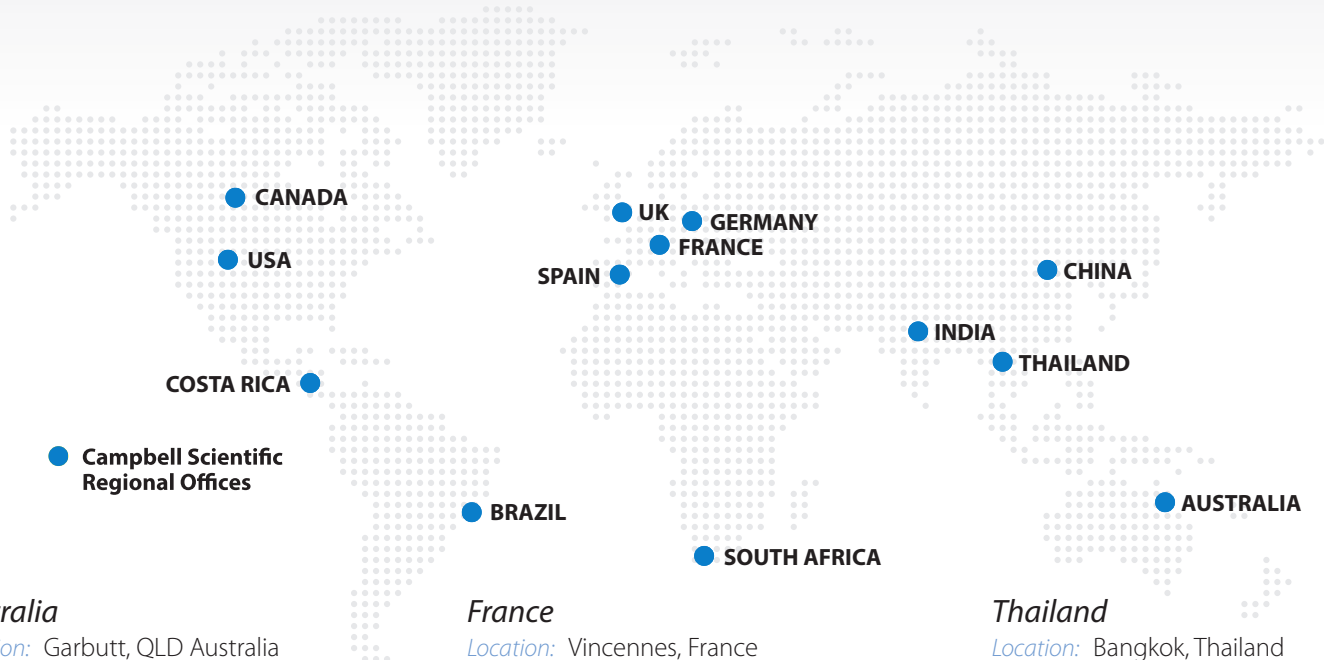 CANADA
UK
GERMANY
FRANCE
USA
SPAIN
CHINA
INDIA
THAILAND
COSTA RICA
Campbell Scientific
Regional Offices
BRAZIL
AUSTRALIA
SOUTH AFRICA
ralia
on: Garbutt, QLD Australia
France
Location: Vincennes, France
Thailand
Location: Bangkok, Thailand